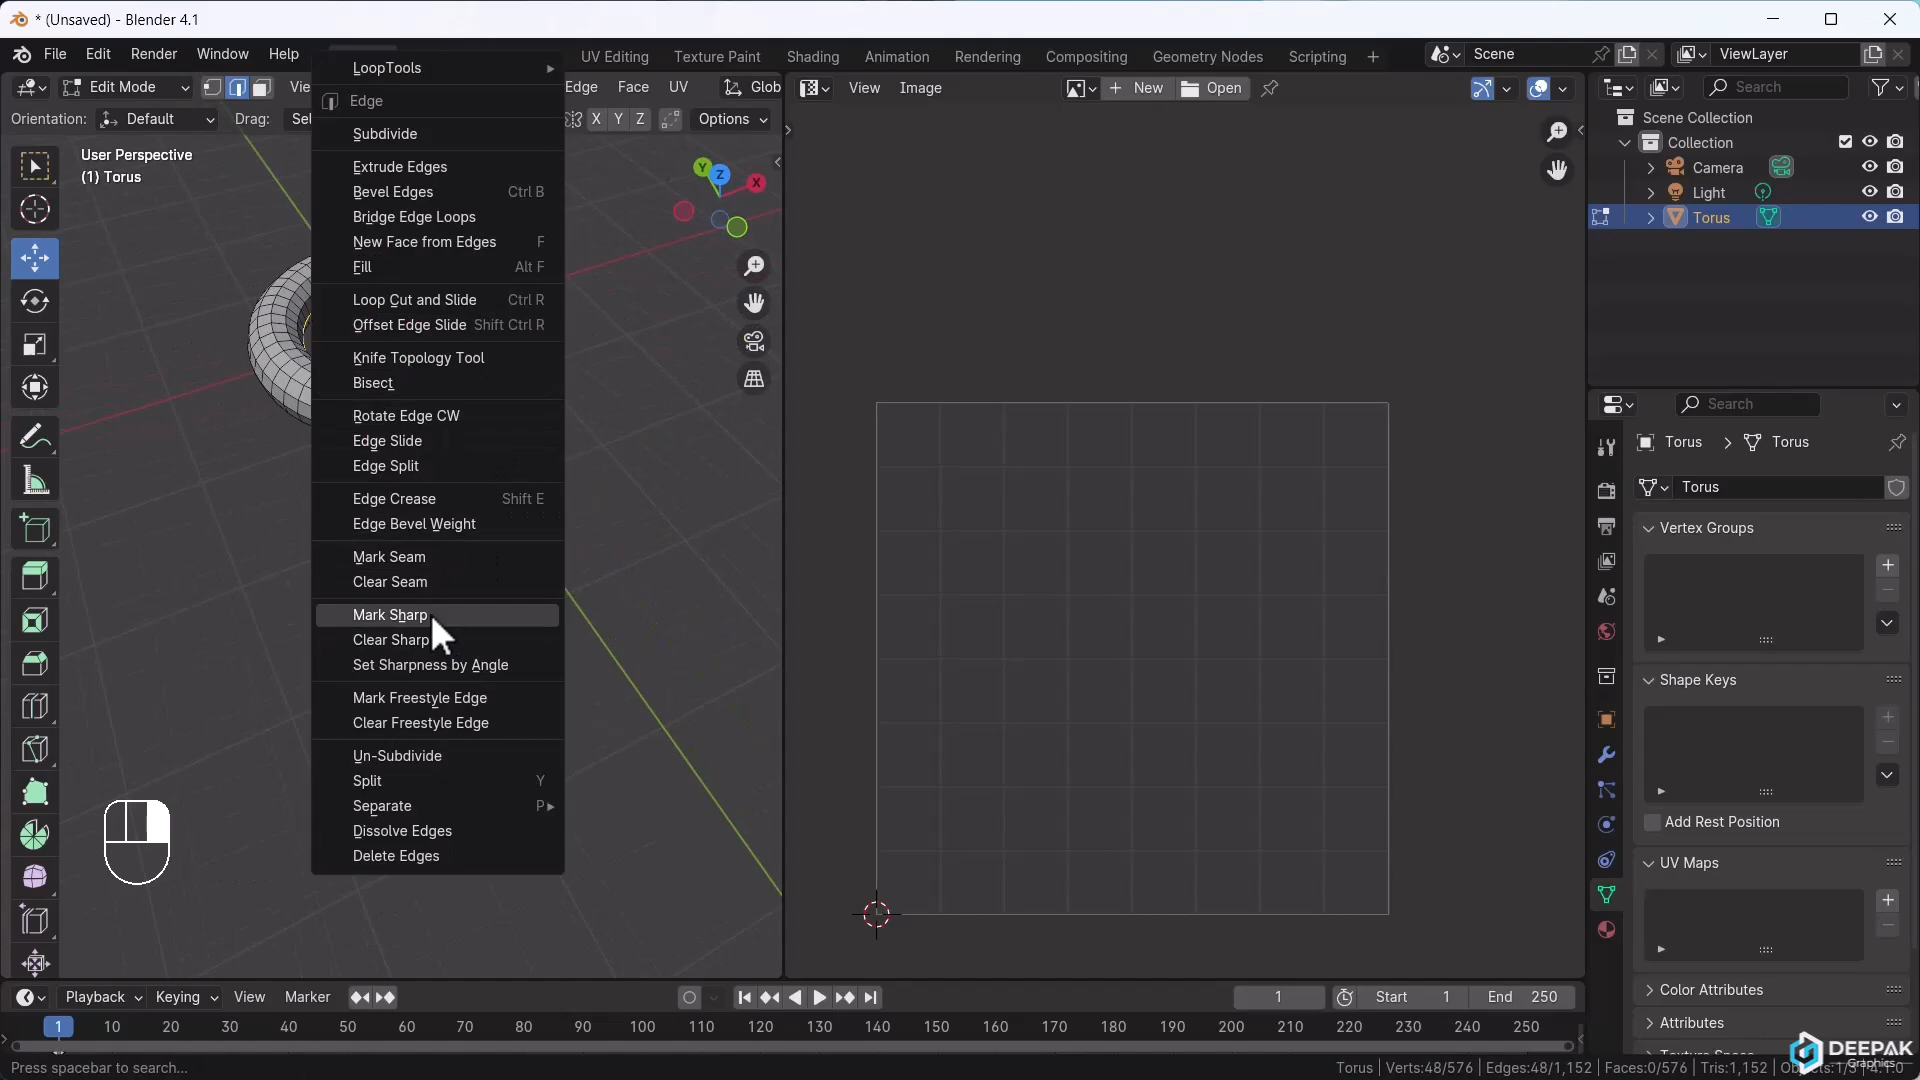 * (Unsaved) - Blender 4.1
File Edit Render Window Help
UV Editing Texture Paint Shading Animation Rendering Compositing Geometry Nodes Scripting
Scene
ViewLayer
Edit Mode
Edge Face UV
Glob
View Image
New
Open
Search
Orientation: Default Drag:
X Y Z
Options
User Perspective
(1) Torus
Y Z X
LoopTools
Edge
Subdivide
Extrude Edges
Bevel Edges Ctrl B
Bridge Edge Loops
New Face from Edges F
Fill Alt F
Loop Cut and Slide Ctrl R
Offset Edge Slide Shift Ctrl R
Knife Topology Tool
Bisect
Rotate Edge CW
Edge Slide
Edge Split
Edge Crease Shift E
Edge Bevel Weight
Mark Seam
Clear Seam
Mark Sharp
Clear Sharp
Set Sharpness by Angle
Mark Freestyle Edge
Clear Freestyle Edge
Un-Subdivide
Split Y
Separate P
Dissolve Edges
Delete Edges
Scene Collection
Collection
Camera
Light
Torus
Search
Torus > Torus
Torus
Vertex Groups
Shape Keys
Add Rest Position
UV Maps
Color Attributes
Attributes
Playback Keying View Marker
1
Start 1
End 250
1 10 20 30 40 50 60 70 80 90 100 110 120 130 140 150 160 170 180 190 200 210 220 230 240 250
Press spacebar to search...
Torus | Verts:48/576 | Edges:48/1,152 | Faces:0/576 | Tris:1,152 |
DEEPAK
Graphics